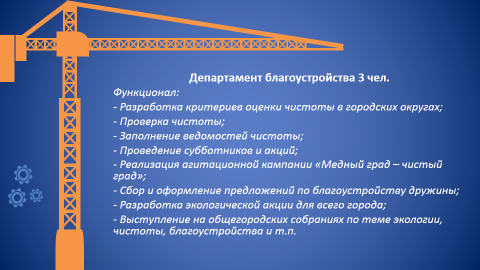 Департамент благоустройства 3 чел.
Функционал:
- Разработка критериев оценки чистоты в городских округах;
- Проверка чистоты;
- Заполнение ведомостей чистоты;
- Проведение субботников и акций;
- Реализация агитационной кампании «Медный град – чистый
град»;
- Сбор и оформление предложений по благоустройству дружины;
- Разработка экологической акции для всего города;
- Выступление на общегородских собраниях по теме экологии,
чистоты, благоустройства и т.п.